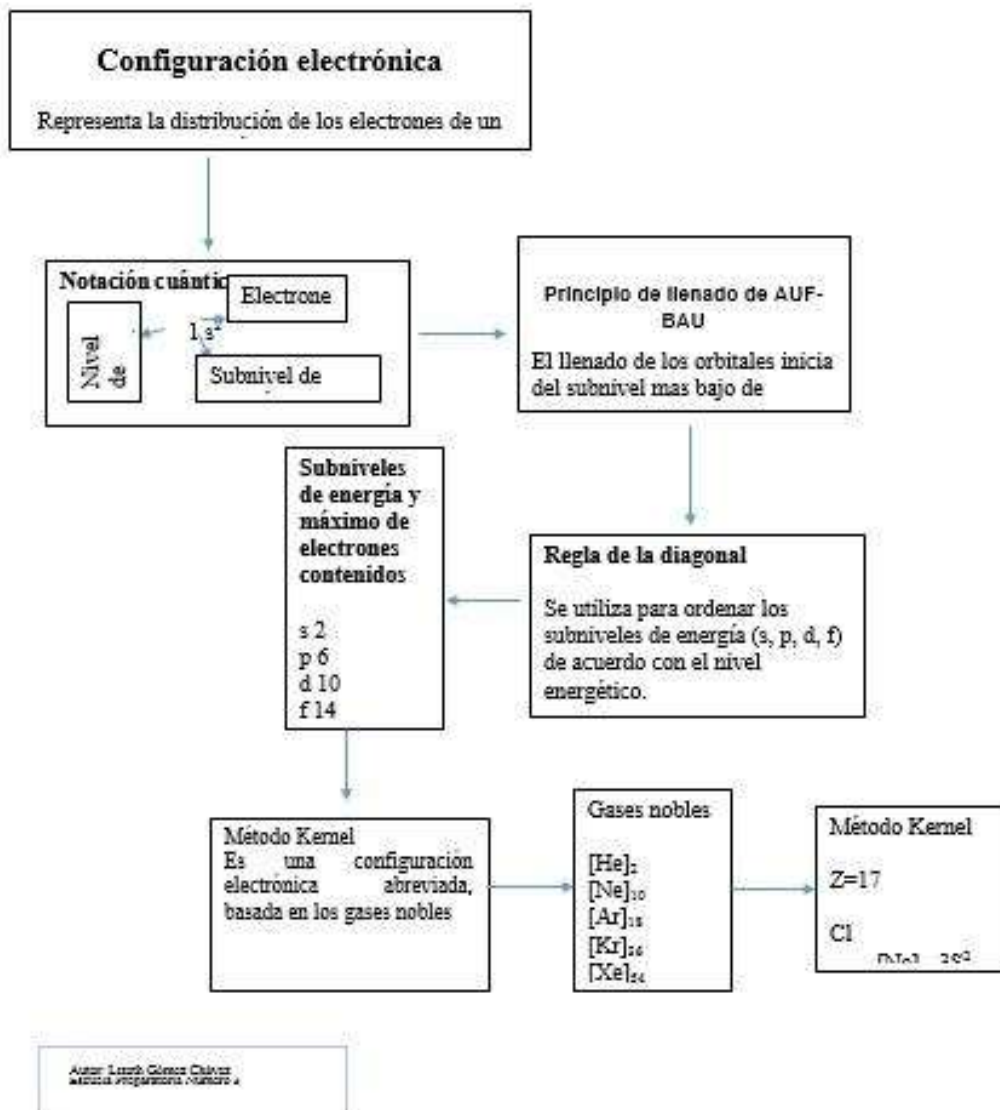 Configuración electrónica
Representa la distribución de los electrones de un
Notación cuántic
Electrone
1 s²
Nivel
de
Subnivel de
Principio de llenado de AUF-
BAU
El llenado de los orbitales inicia
del subnivel mas bajo de
Subniveles
de energía y
máximo de
electrones
contenidos
s 2
p 6
d 10
f 14
Regla de la diagonal
Se utiliza para ordenar los
subniveles de energía (s, p, d, f)
de acuerdo con el nivel
energético.
Método Kernel
Es una configuración
electrónica abreviada,
basada en los gases nobles
Gases nobles
[He]₂
[Ne]₁₀
[Ar]₁₈
[Kr]₃₆
[Xe]₅₄
Método Kernel
Z=17
Cl
Autor: Gómez Chávez